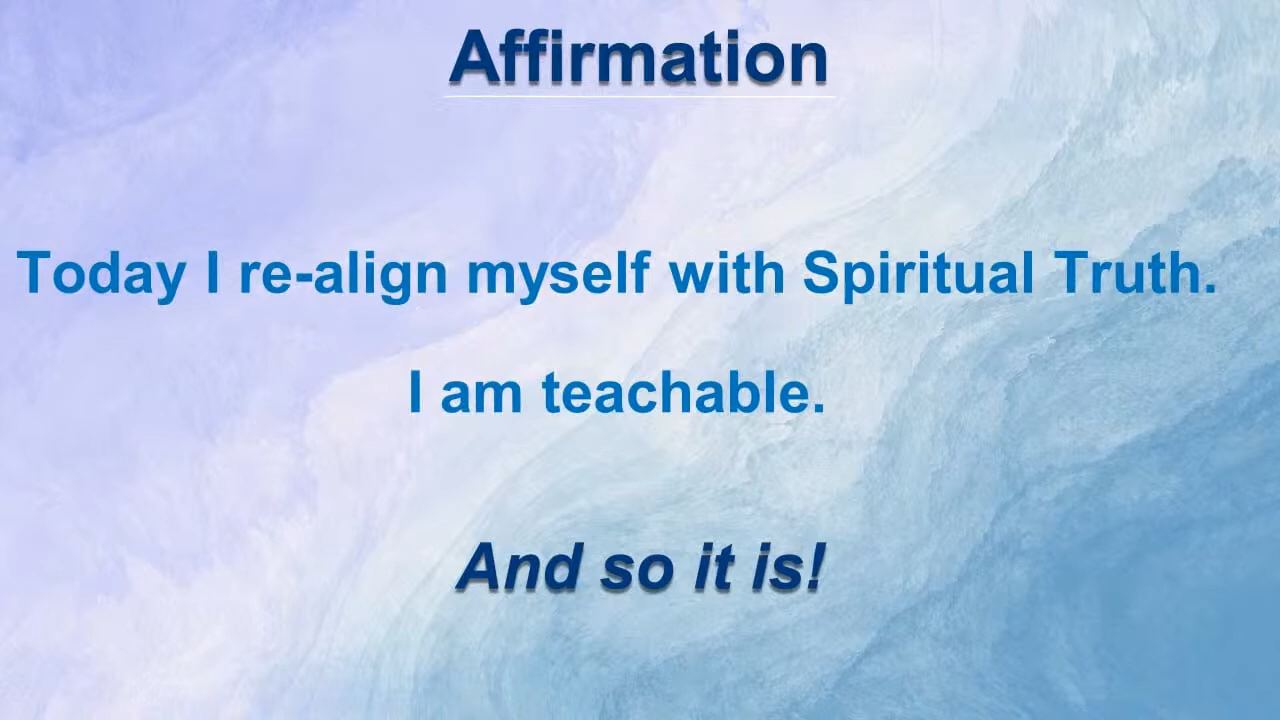 Affirmation
Today I re-align myself with Spiritual Truth.
I am teachable.
And so it is!